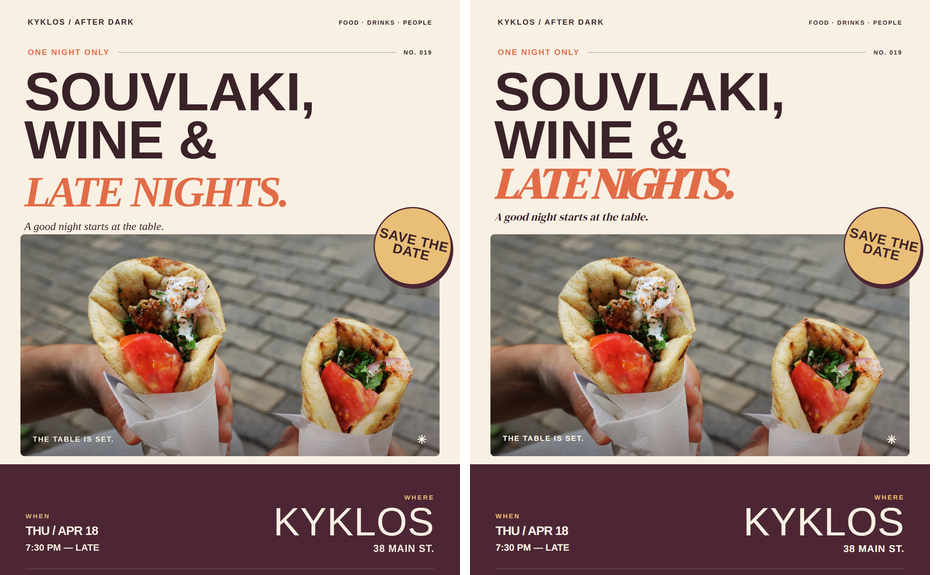 KYKLOS / AFTER DARK
FOOD · DRINKS · PEOPLE
ONE NIGHT ONLY
NO. 019
SOUVLAKI,
WINE &
LATE NIGHTS.
A good night starts at the table.
SAVE THE
DATE
THE TABLE IS SET.
WHEN
THU / APR 18
7:30 PM — LATE
WHERE
KYKLOS
38 MAIN ST.
KYKLOS / AFTER DARK
FOOD · DRINKS · PEOPLE
ONE NIGHT ONLY
NO. 019
SOUVLAKI,
WINE &
LATE NIGHTS.
A good night starts at the table.
SAVE THE
DATE
THE TABLE IS SET.
WHEN
THU / APR 18
7:30 PM — LATE
WHERE
KYKLOS
38 MAIN ST.